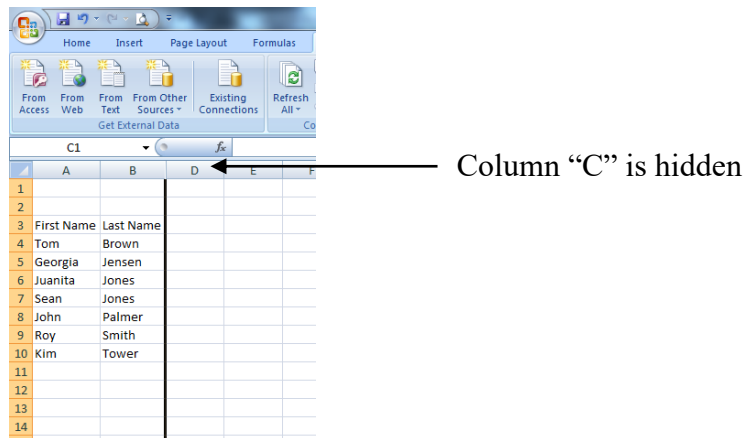 Home Insert Page Layout Formulas
From Access From Web From Text From Other Sources Existing Connections Refresh All
Get External Data Co
C1 fx
A B D E F
1
2
3 First Name Last Name
4 Tom Brown
5 Georgia Jensen
6 Juanita Jones
7 Sean Jones
8 John Palmer
9 Roy Smith
10 Kim Tower
11
12
13
14
Column “C” is hidden